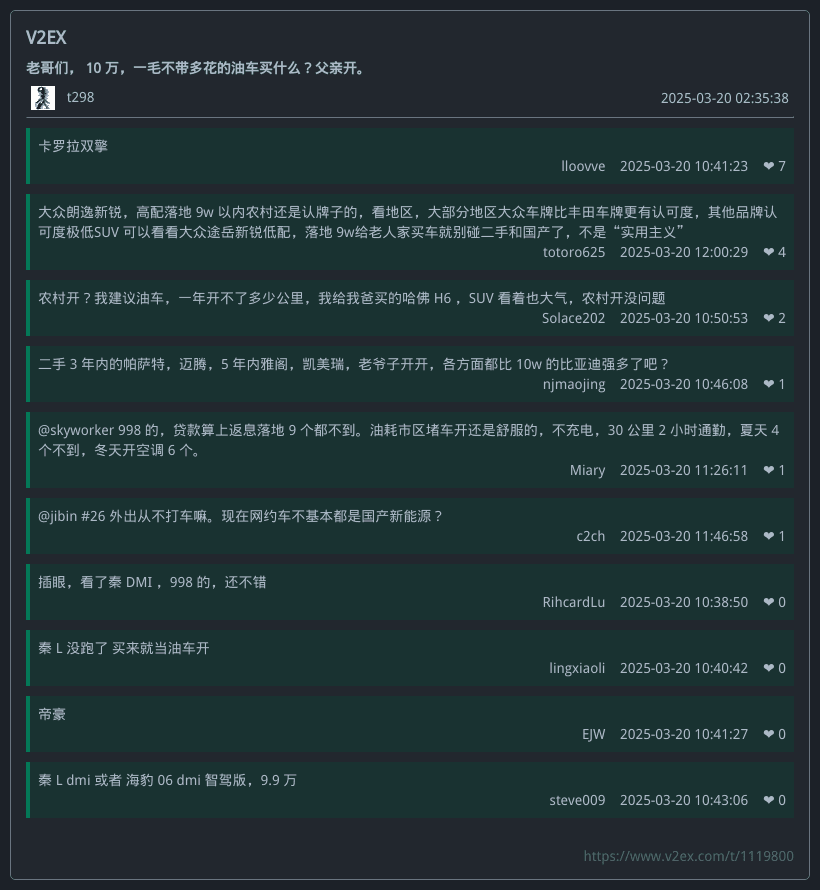 V2EX
老哥们， 10 万，一毛不带多花的油车买什么？父亲开。
t298 2025-03-20 02:35:38
卡罗拉双擎
lloovve 2025-03-20 10:41:23 ❤ 7
大众朗逸新锐，高配落地 9w 以内农村还是认牌子的，看地区，大部分地区大众车牌比丰田车牌更有认可度，其他品牌认
可度极低SUV 可以看看大众途岳新锐低配，落地 9w给老人家买车就别碰二手和国产了，不是“实用主义”
totoro625 2025-03-20 12:00:29 ❤ 4
农村开？我建议油车，一年开不了多少公里，我给我爸买的哈佛 H6 ，SUV 看着也大气，农村开没问题
Solace202 2025-03-20 10:50:53 ❤ 2
二手 3 年内的帕萨特，迈腾，5 年内雅阁，凯美瑞，老爷子开开，各方面都比 10w 的比亚迪强多了吧？
njmaojing 2025-03-20 10:46:08 ❤ 1
@skyworker 998 的，贷款算上返息落地 9 个都不到。油耗市区堵车开还是舒服的，不充电，30 公里 2 小时通勤，夏天 4
个不到，冬天开空调 6 个。
Miary 2025-03-20 11:26:11 ❤ 1
@jibin #26 外出从不打车嘛。现在网约车不基本都是国产新能源？
c2ch 2025-03-20 11:46:58 ❤ 1
插眼，看了秦 DMI ，998 的，还不错
RihcardLu 2025-03-20 10:38:50 ❤ 0
秦 L 没跑了 买来就当油车开
lingxiaoli 2025-03-20 10:40:42 ❤ 0
帝豪
EJW 2025-03-20 10:41:27 ❤ 0
秦 L dmi 或者 海豹 06 dmi 智驾版，9.9 万
steve009 2025-03-20 10:43:06 ❤ 0
https://www.v2ex.com/t/1119800